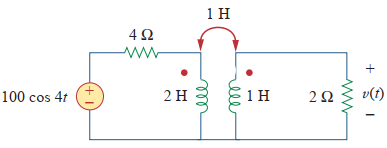 1 H
4 Ω
+
100 cos 4t
+
−
2 H
1 H
2 Ω
v(t)
−